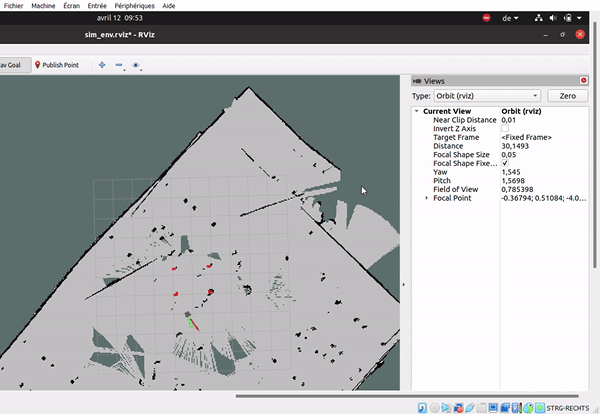 Fichier Machine Écran Entrée Périphériques Aide
avril 12 09:53 de
sim_env.rviz* - RViz
av Goal Publish Point
Views
Type: Orbit (rviz) Zero
Current View Orbit (rviz)
Near Clip Distance 0,01
Invert Z Axis
Target Frame <Fixed Frame>
Distance 30,1493
Focal Shape Size 0,05
Focal Shape Fixe...
Yaw 1,545
Pitch 1,5698
Field of View 0,785398
Focal Point -0.36794; 0.51084; -4.0...
STRG-RECHTS